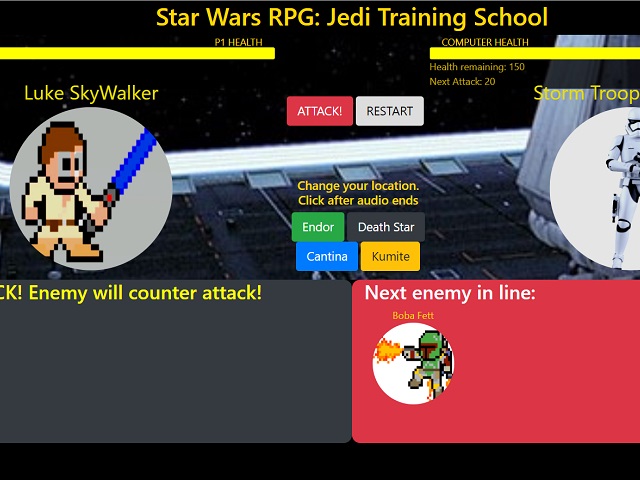 Star Wars RPG: Jedi Training School
P1 HEALTH
COMPUTER HEALTH
Health remaining: 150
Next Attack: 20
Luke SkyWalker
Storm Troop
ATTACK!
RESTART
Change your location.
Click after audio ends
Endor
Death Star
Cantina
Kumite
CK! Enemy will counter attack!
Next enemy in line:
Boba Fett